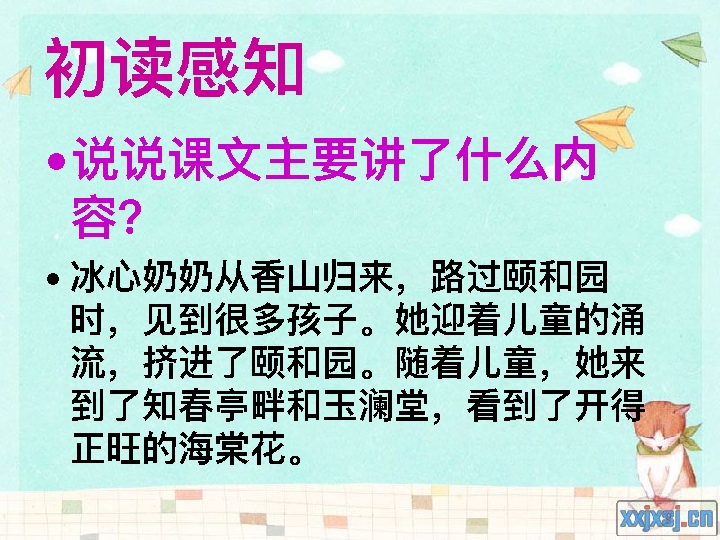 初读感知
•说说课文主要讲了什么内
容？
•冰心奶奶从香山归来，路过颐和园
时，见到很多孩子。她迎着儿童的涌
流，挤进了颐和园。随着儿童，她来
到了知春亭畔和玉澜堂，看到了开得
正旺的海棠花。
xxjxsj.cn